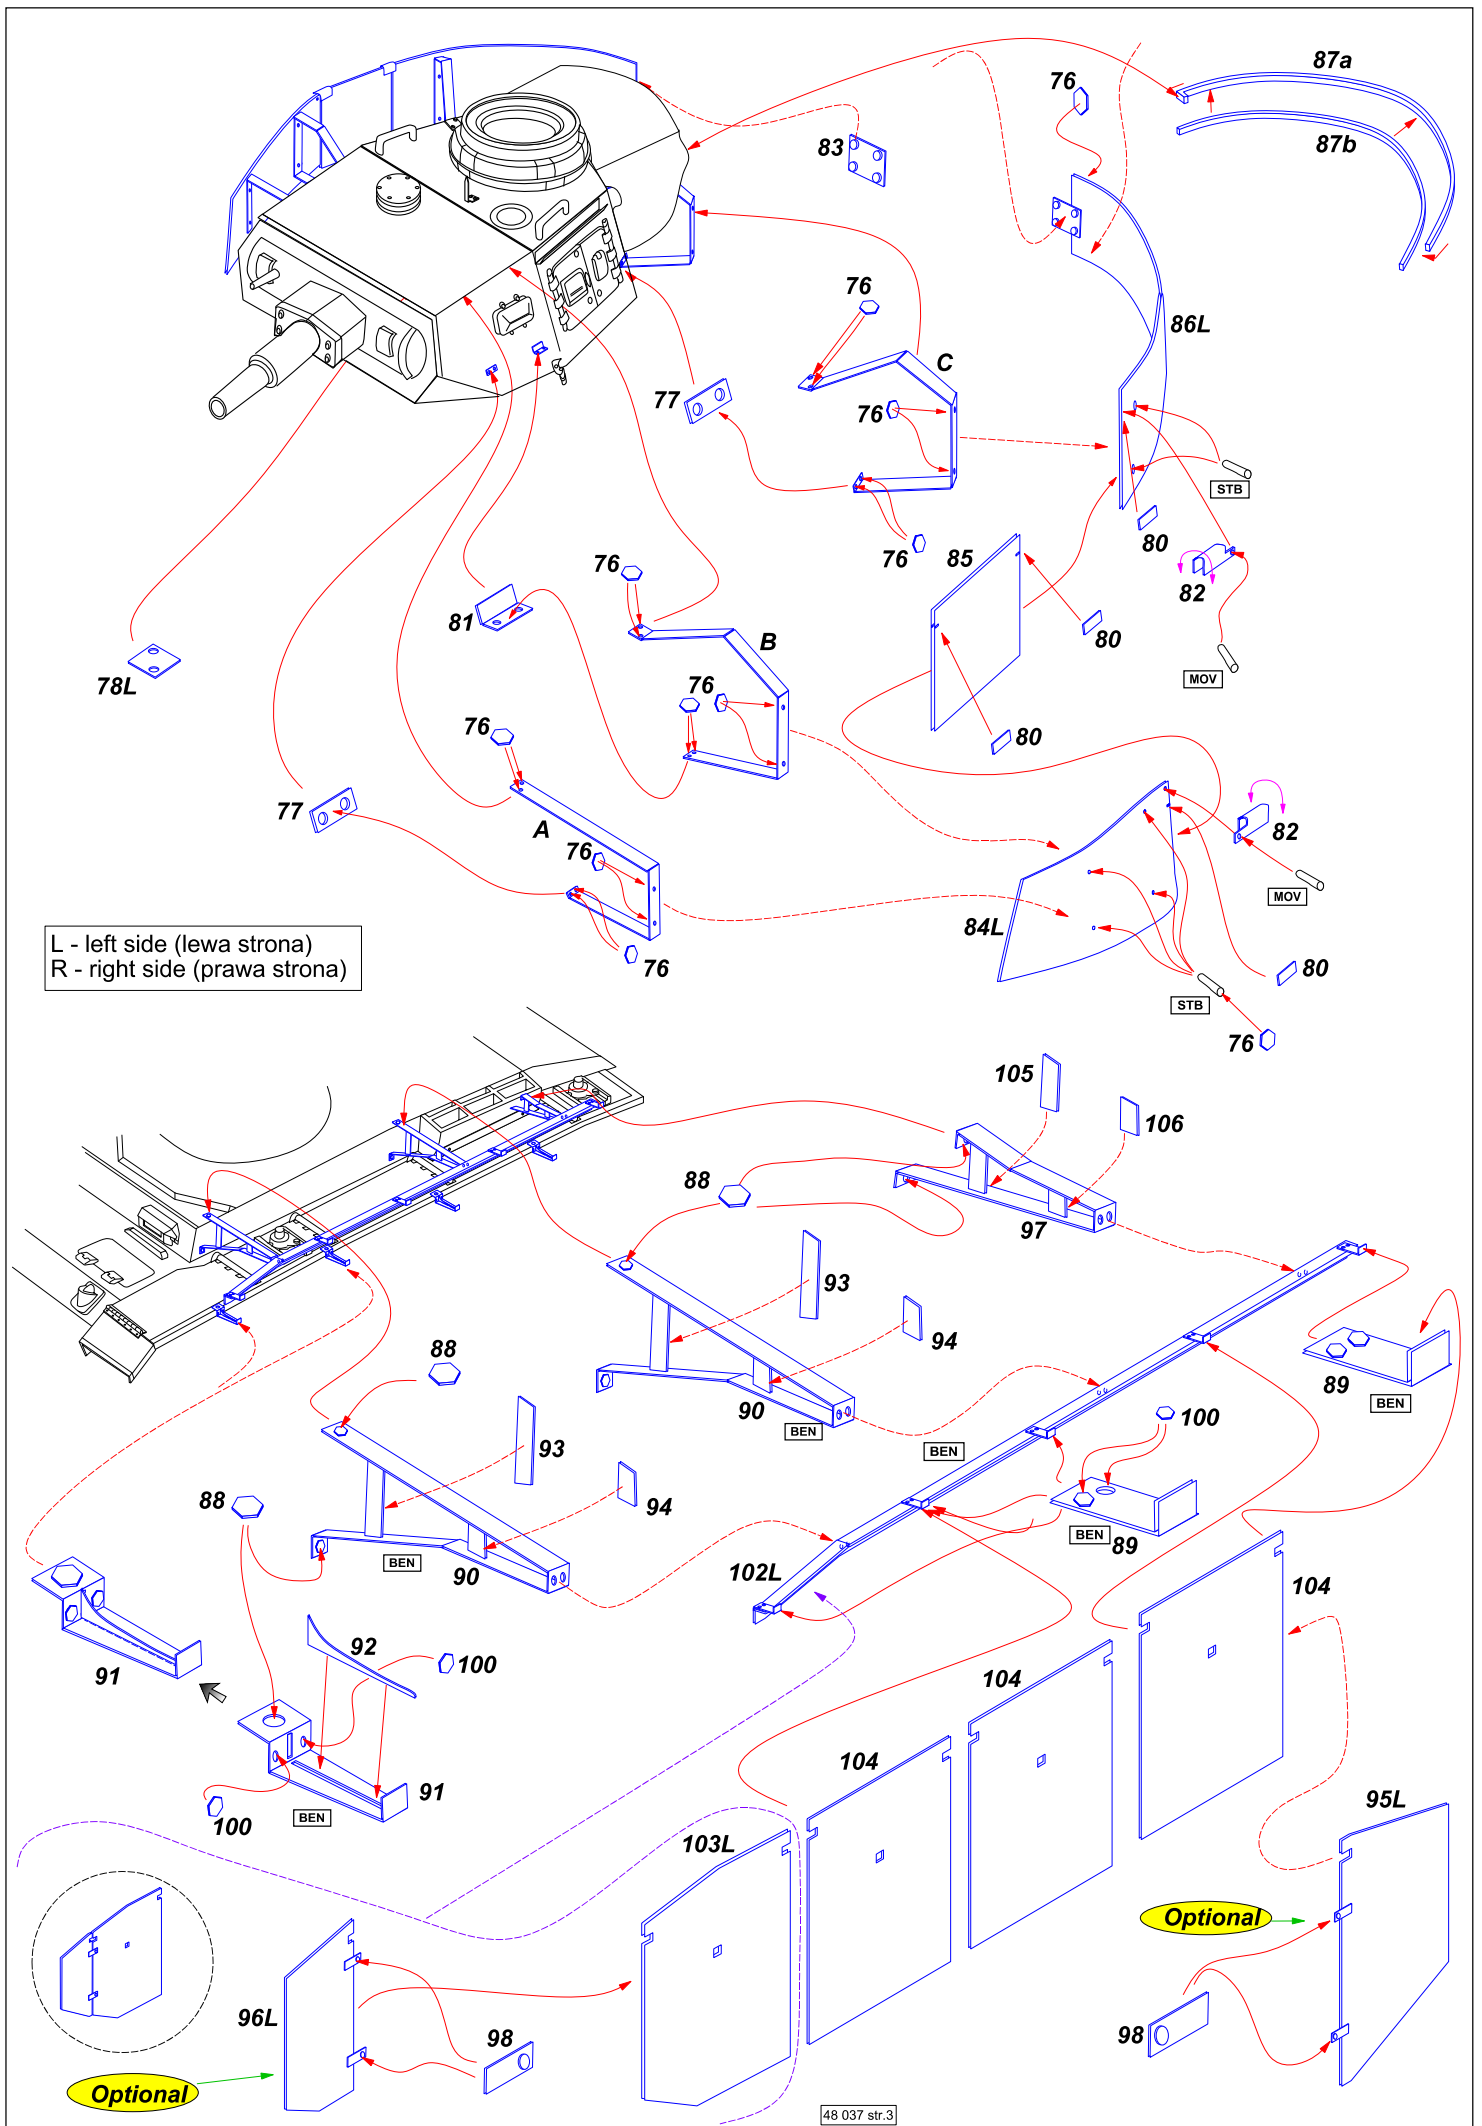 87a
76
83
87b
76
86L
C
77
76
STB
80
76
85
82
76
81
B
80
78L
76
MOV
76
80
77
A
82
76
MOV
84L
L - left side (lewa strona)
R - right side (prawa strona)
76
80
STB
76
105
106
88
97
93
94
89
88
BEN
90
BEN
100
93
BEN
94
88
BEN
89
BEN
90
102L
104
92
91
100
104
91
104
100
BEN
95L
103L
Optional
96L
98
98
Optional
48 037 str.3